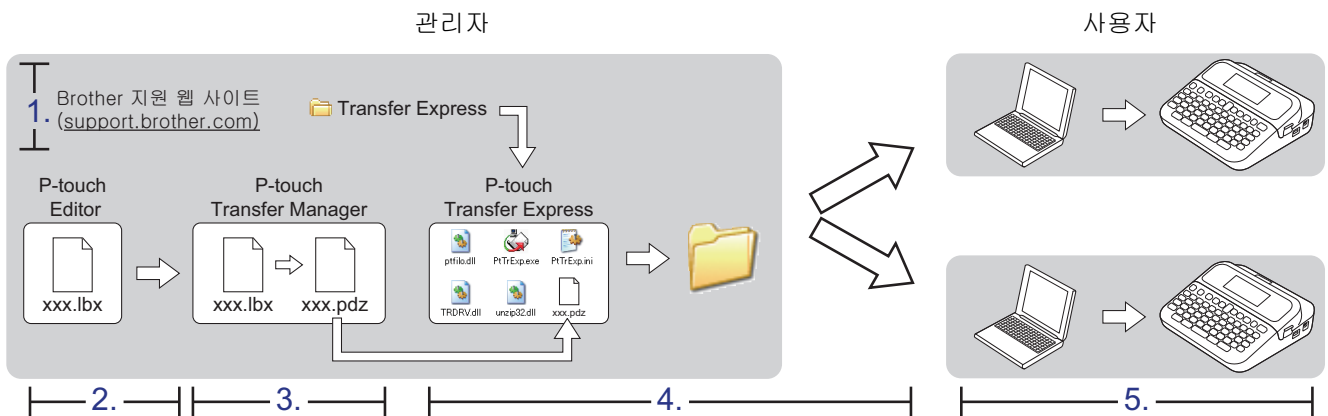 관리자
사용자
1.
Brother 지원 웹 사이트
(support.brother.com)
Transfer Express
P-touch
Editor
xxx.lbx
P-touch
Transfer Manager
xxx.lbx
xxx.pdz
P-touch
Transfer Express
ptfilo.dll
PtTrExp.exe
PtTrExp.ini
TRDRV.dll
unzip32.dll
xxx.pdz
2.
3.
4.
5.